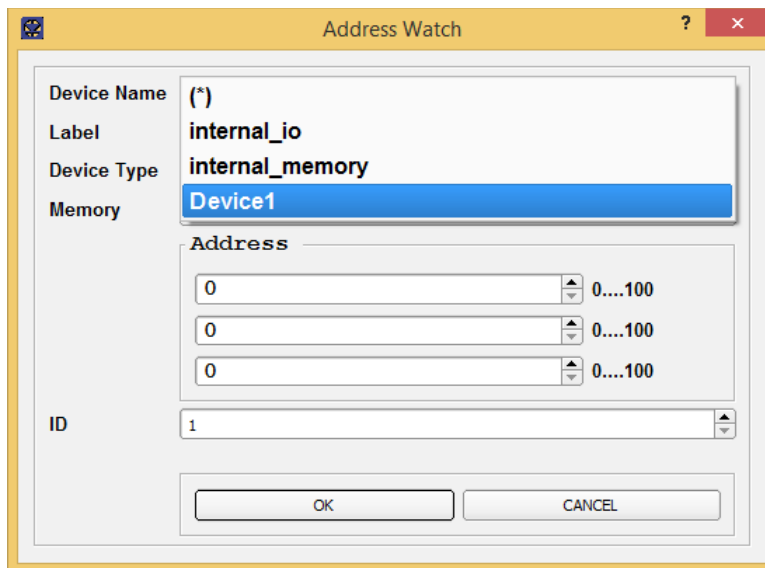 Address Watch
?
×
Device Name
(*)
Label
internal_io
Device Type
internal_memory
Memory
Device1
Address
0
0....100
0
0....100
0
0....100
ID
1
OK
CANCEL